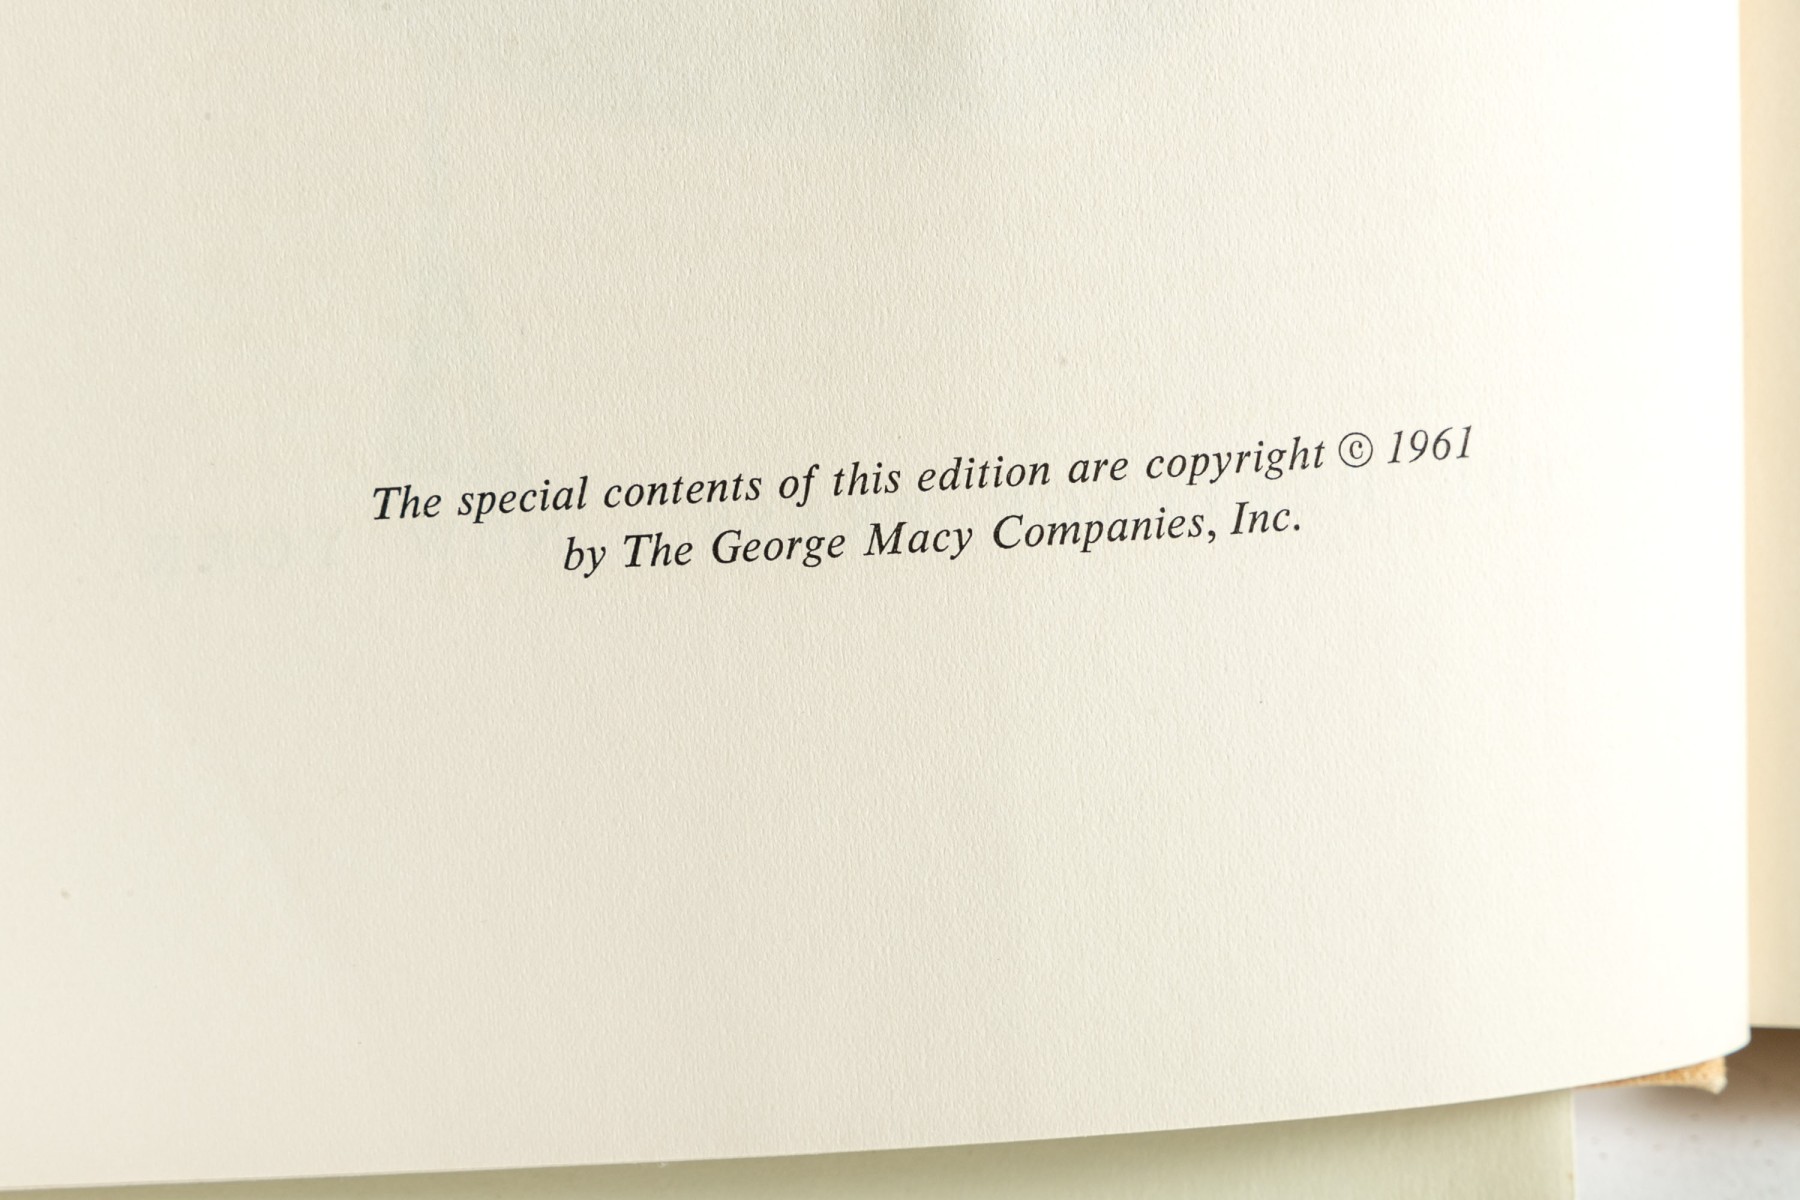 The special contents of this edition are copyright © 1961
by The George Macy Companies, Inc.